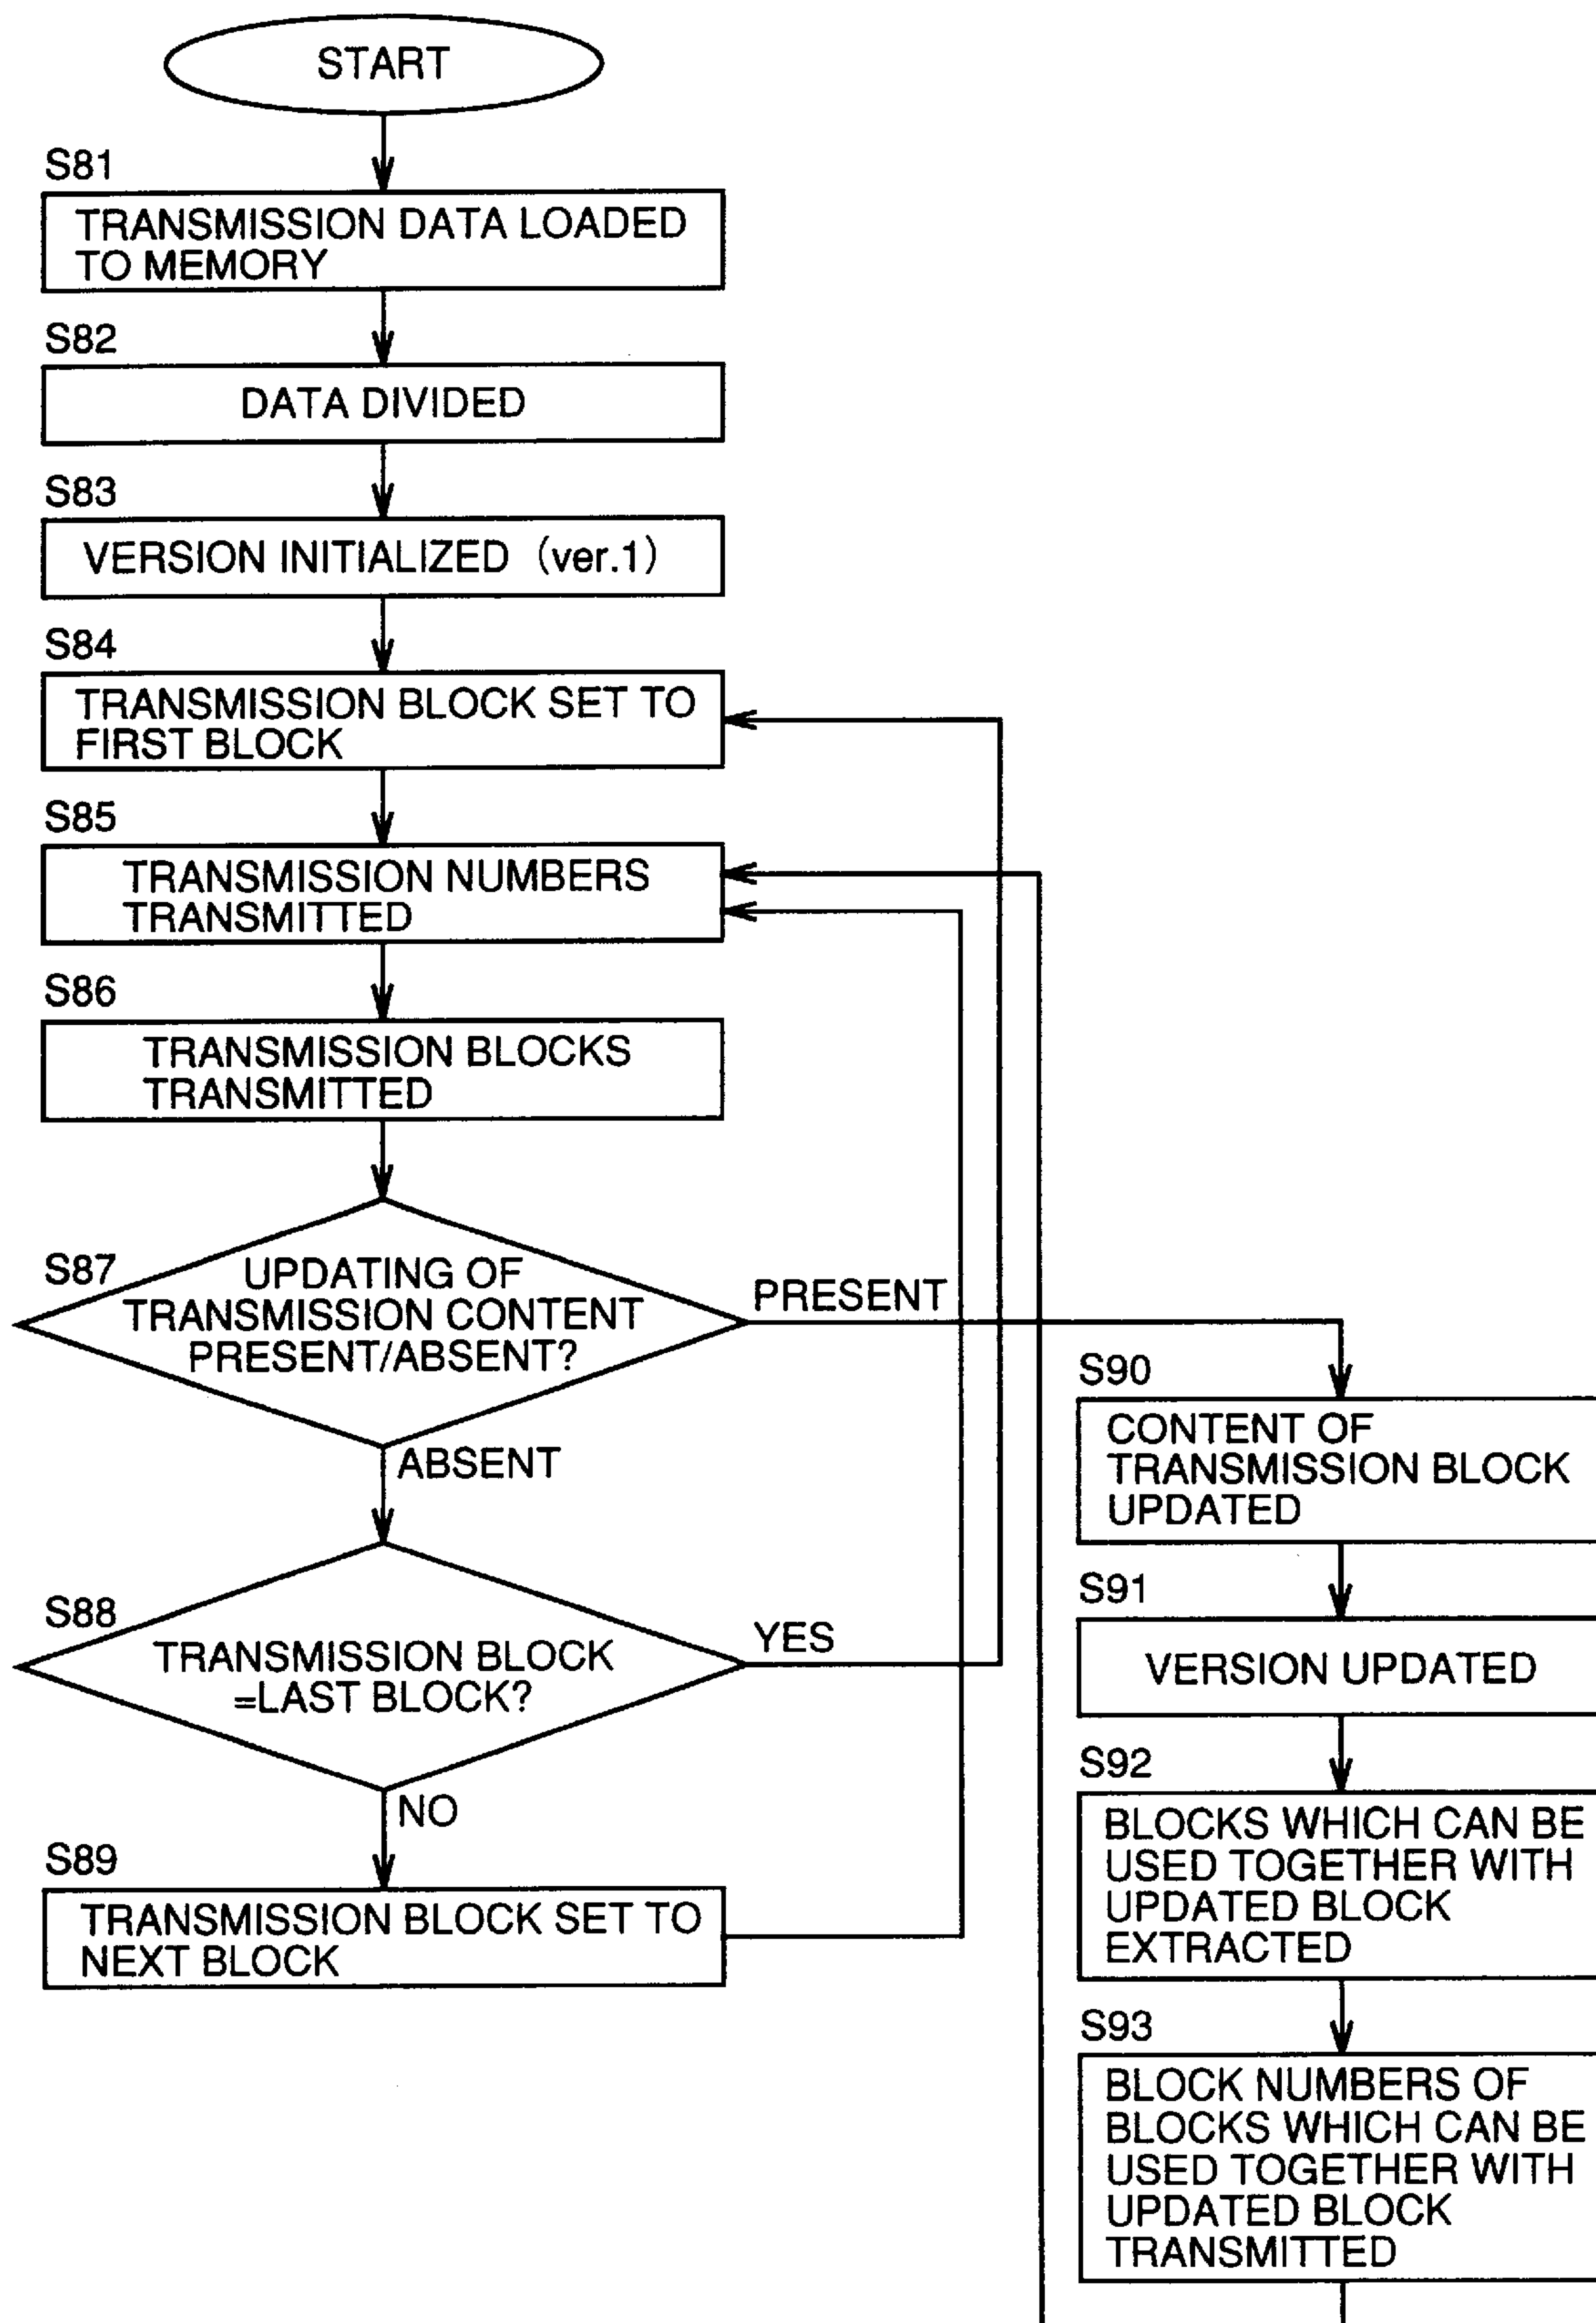 START
S81
TRANSMISSION DATA LOADED
TO MEMORY
S82
DATA DIVIDED
S83
VERSION INITIALIZED (ver.1)
S84
TRANSMISSION BLOCK SET TO
FIRST BLOCK
S85
TRANSMISSION NUMBERS
TRANSMITTED
S86
TRANSMISSION BLOCKS
TRANSMITTED
S87
UPDATING OF
TRANSMISSION CONTENT
PRESENT/ABSENT?
PRESENT
ABSENT
S88
TRANSMISSION BLOCK
=LAST BLOCK?
YES
NO
S89
TRANSMISSION BLOCK SET TO
NEXT BLOCK
S90
CONTENT OF
TRANSMISSION BLOCK
UPDATED
S91
VERSION UPDATED
S92
BLOCKS WHICH CAN BE
USED TOGETHER WITH
UPDATED BLOCK
EXTRACTED
S93
BLOCK NUMBERS OF
BLOCKS WHICH CAN BE
USED TOGETHER WITH
UPDATED BLOCK
TRANSMITTED